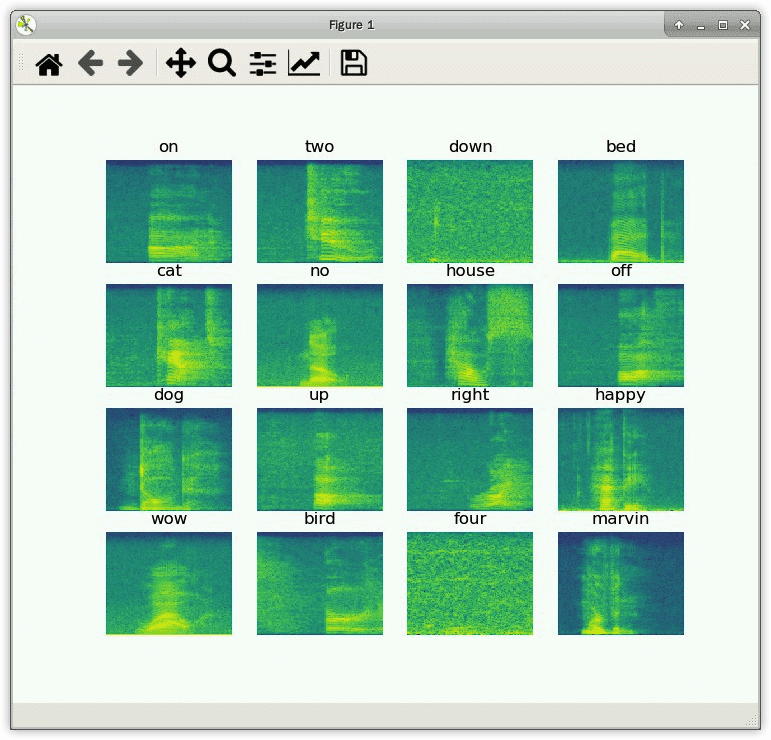 Figure 1
on two down bed
cat no house off
dog up right happy
wow bird four marvin